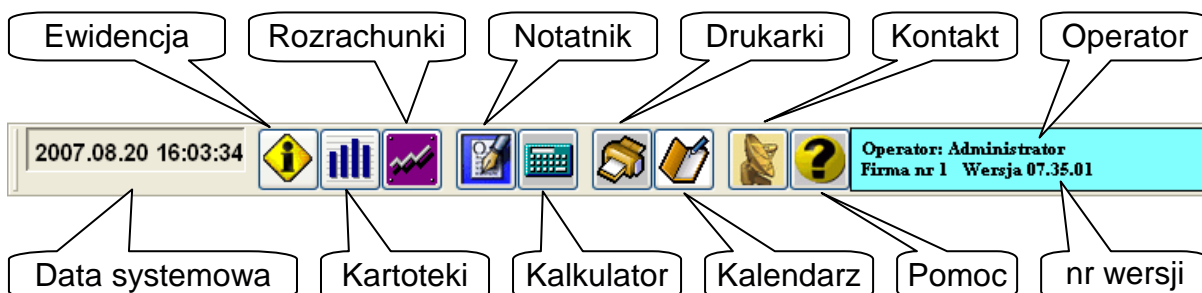 Ewidencja Rozrachunki Notatnik Drukarki Kontakt Operator
2007.08.20 16:03:34
Operator: Administrator
Firma nr 1 Wersja 07.35.01
Data systemowa Kartoteki Kalkulator Kalendarz Pomoc nr wersji